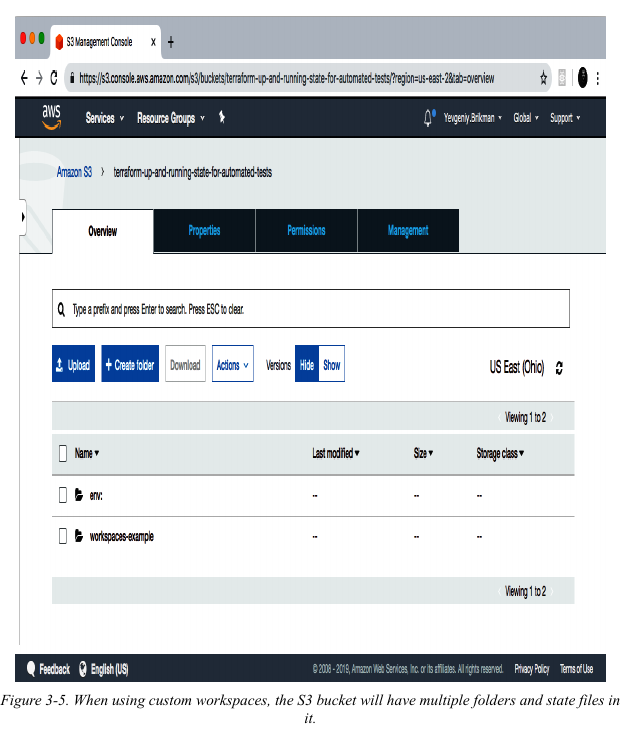 S3 Management Console x +
https://s3.console.aws.amazon.com/s3/buckets/terraform-up-and-running-state-for-automated-tests/?region=us-east-2&tab=overview
aws Services Resource Groups Yevgeniy.Brikman Global Support
Amazon S3 > terraform-up-and-running-state-for-automated-tests
Overview Properties Permissions Management
Type a prefix and press Enter to search. Press ESC to clear.
Upload + Create folder Download Actions Versions Hide Show US East (Ohio)
Viewing 1 to 2
Name Last modified Size Storage class
env: -- -- --
workspaces-example -- -- --
Viewing 1 to 2
Feedback English (US) © 2008 - 2019, Amazon Web Services, Inc. or its affiliates. All rights reserved. Privacy Policy Terms of Use
Figure 3-5. When using custom workspaces, the S3 bucket will have multiple folders and state files in
it.